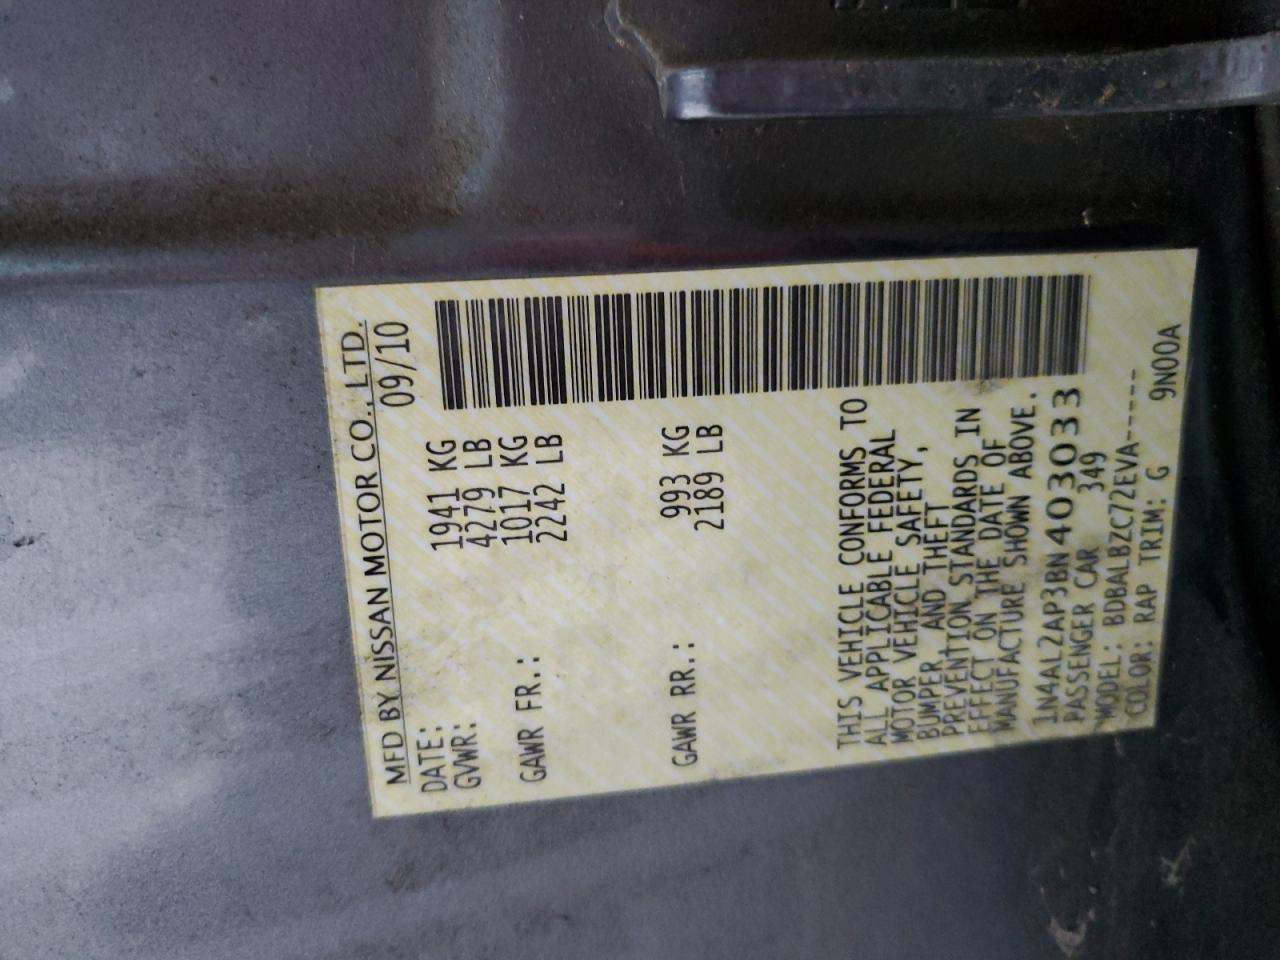 MFD BY NISSAN MOTOR CO., LTD.
DATE: 09/10
GVWR: 1941 KG
4279 LB
GAWR FR.: 1017 KG
2242 LB
GAWR RR.: 993 KG
2189 LB
THIS VEHICLE CONFORMS TO
ALL APPLICABLE FEDERAL
MOTOR VEHICLE SAFETY,
BUMPER, AND THEFT
PREVENTION STANDARDS IN
EFFECT ON THE DATE OF
MANUFACTURE SHOWN ABOVE.
1N4AL2AP3BN403033
PASSENGER CAR 349
MODEL: BDBALBZC72EVA-----
COLOR: RAP TRIM: G 9N00A